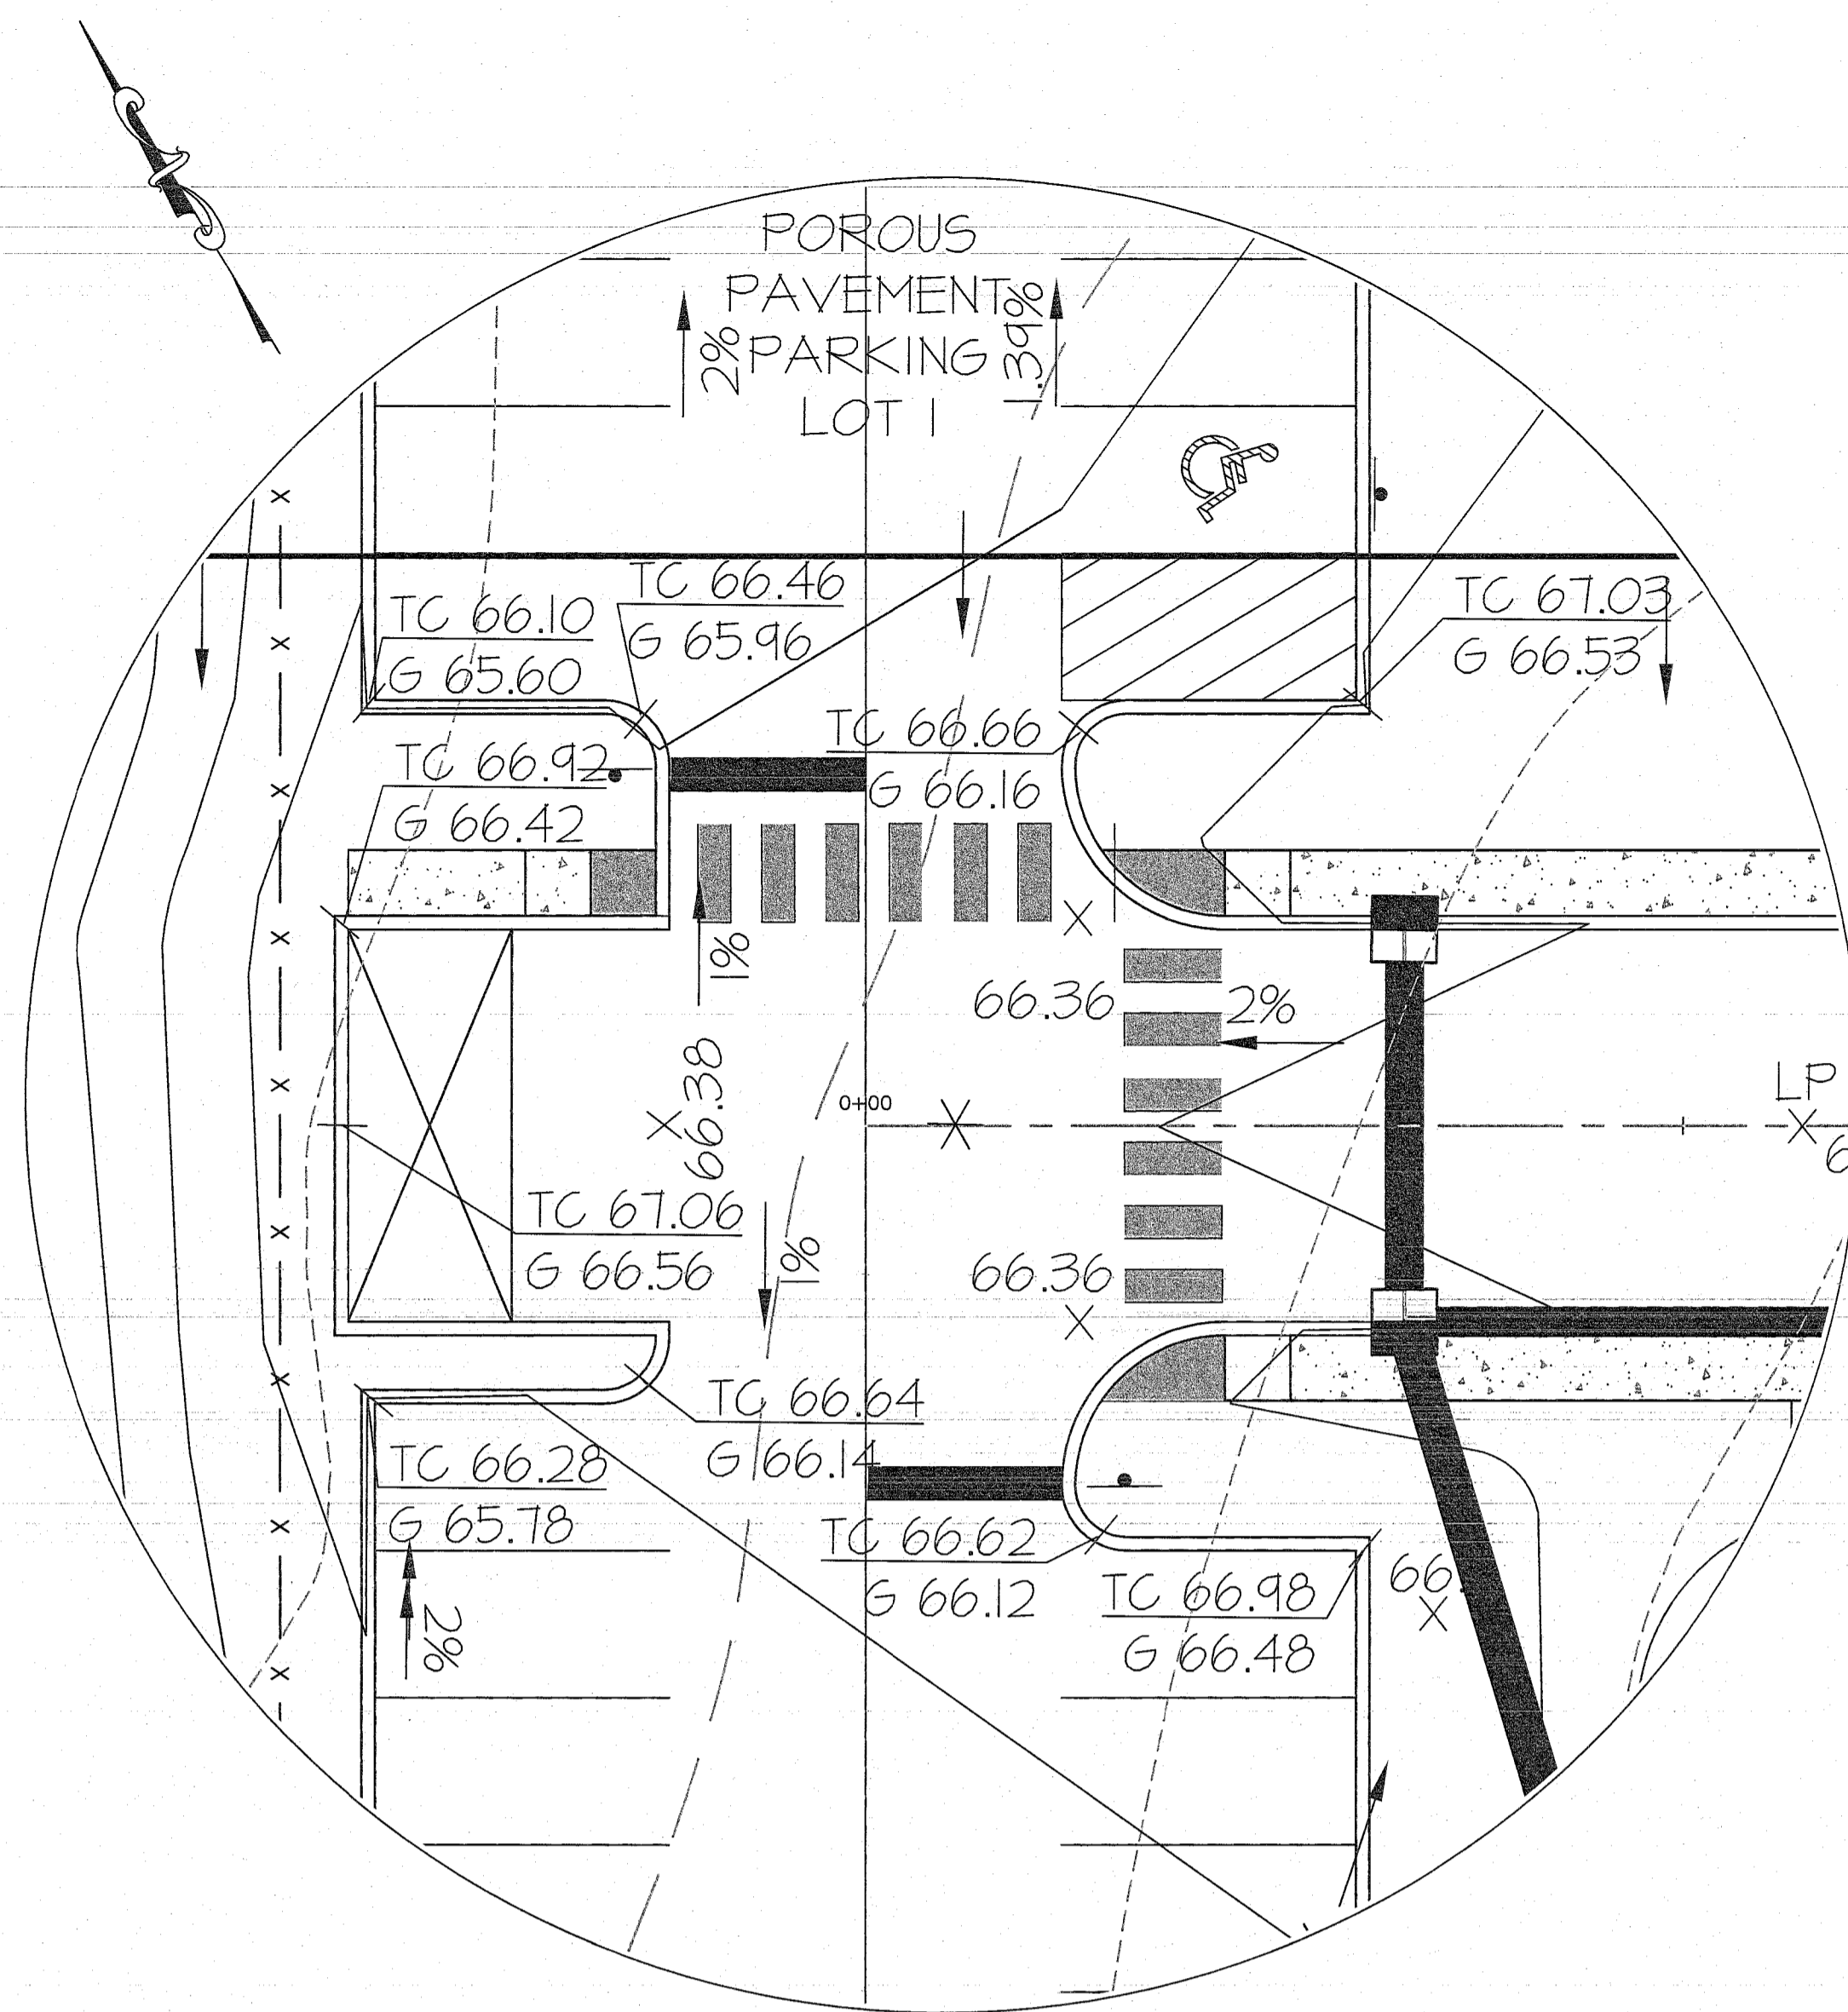 POROUS
PAVEMENT
PARKING
LOT 1
2%
1.39%
TC 66.46
G 65.96
TC 66.10
G 65.60
TC 67.03
G 66.53
TC 66.66
G 66.16
TC 66.92
G 66.42
1%
66.36
2%
66.38
0+00
LP
TC 67.06
G 66.56
1%
66.36
TC 66.64
G 66.14
TC 66.28
G 65.78
TC 66.62
G 66.12
TC 66.98
G 66.48
66.
2%